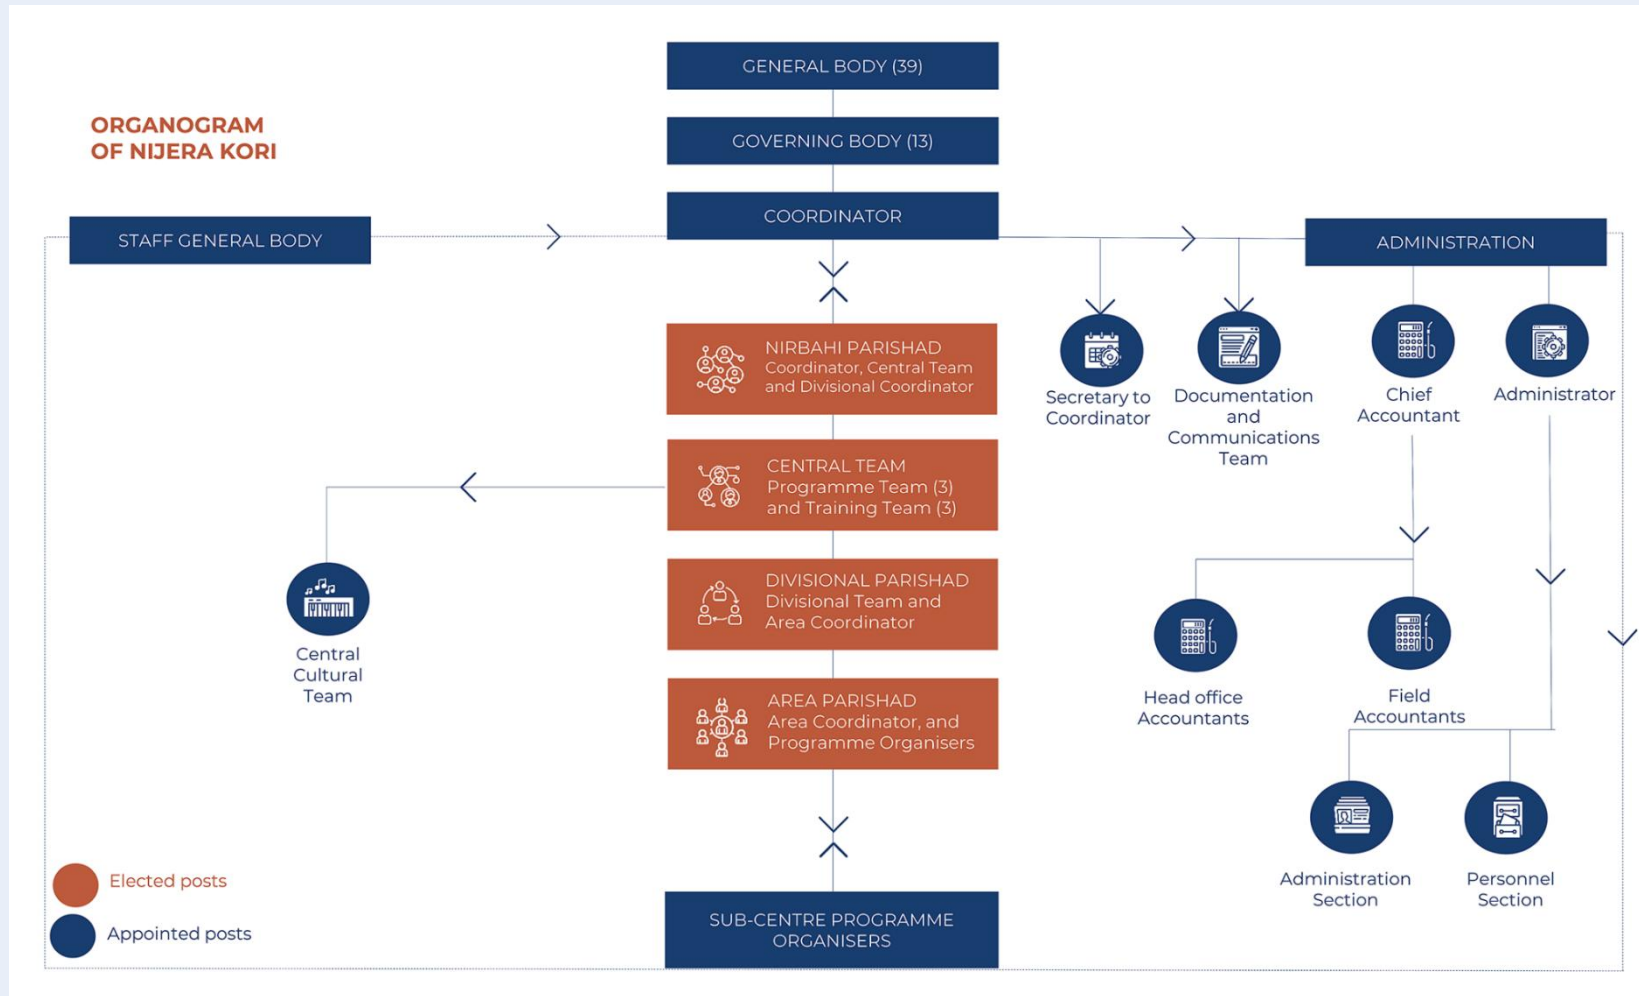 GENERAL BODY (39)
ORGANOGRAM
OF NIJERA KORI
GOVERNING BODY (13)
COORDINATOR
STAFF GENERAL BODY
ADMINISTRATION
NIRBAHI PARISHAD
Coordinator, Central Team
and Divisional Coordinator
Secretary to
Coordinator
Documentation
and
Communications
Team
Chief
Accountant
Administrator
CENTRAL TEAM
Programme Team (3)
and Training Team (3)
DIVISIONAL PARISHAD
Divisional Team and
Area Coordinator
Central
Cultural
Team
Head office
Accountants
Field
Accountants
AREA PARISHAD
Area Coordinator, and
Programme Organisers
Administration
Section
Personnel
Section
Elected posts
Appointed posts
SUB-CENTRE PROGRAMME
ORGANISERS